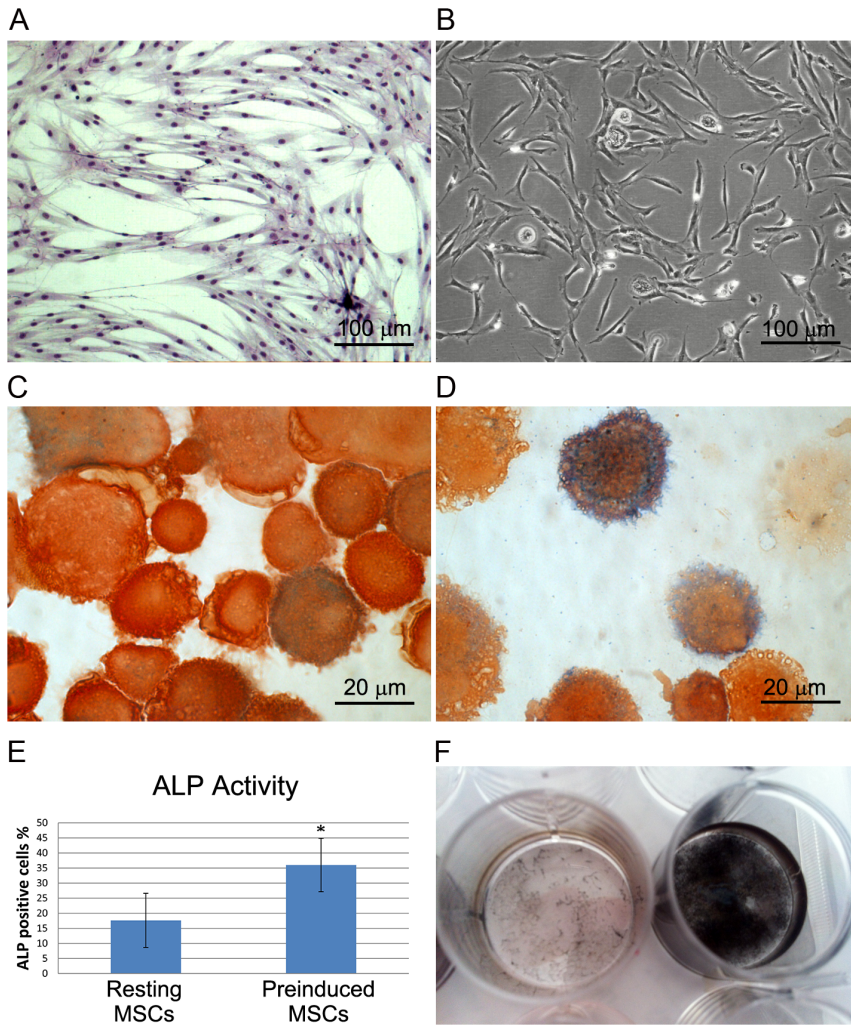 A
B
100 µm
100 µm
C
D
20 µm
20 µm
E
F
ALP Activity
ALP positive cells %
50
45
40
35
30
25
20
15
10
5
0
*
Resting
MSCs
Preinduced
MSCs